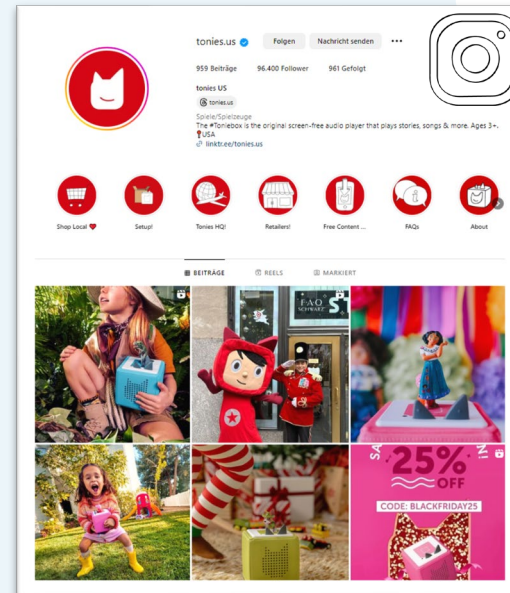 tonies.us
Folgen
Nachricht senden
959 Beiträge
96.400 Follower
961 Gefolgt
tonies US
tonies.us
Spiele/Spielzeuge
The #Toniebox is the original screen-free audio player that plays stories, songs & more. Ages 3+.
USA
linktr.ee/tonies.us
Shop Local
Setup!
Tonies HQ!
Retailers!
Free Content ...
FAQs
About
BEITRÄGE
REELS
MARKIERT
FAO
SCHWARZ
25%
OFF
CODE: BLACKFRIDAY25